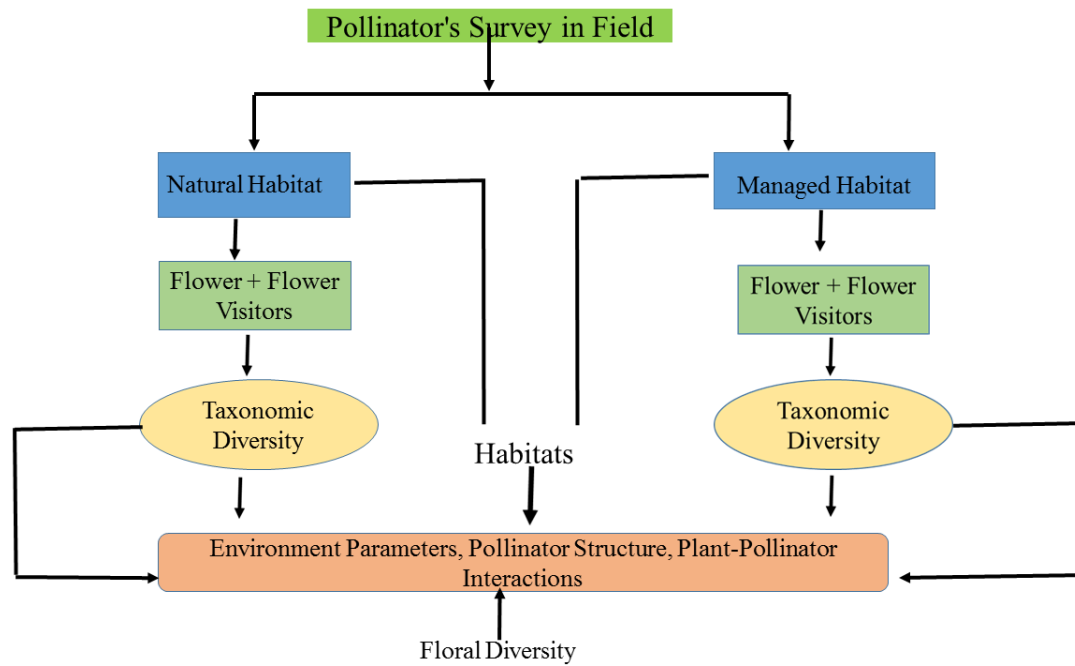 Pollinator's Survey in Field
Natural Habitat
Managed Habitat
Flower + Flower
Visitors
Flower + Flower
Visitors
Taxonomic
Diversity
Taxonomic
Diversity
Habitats
Environment Parameters, Pollinator Structure, Plant-Pollinator
Interactions
Floral Diversity